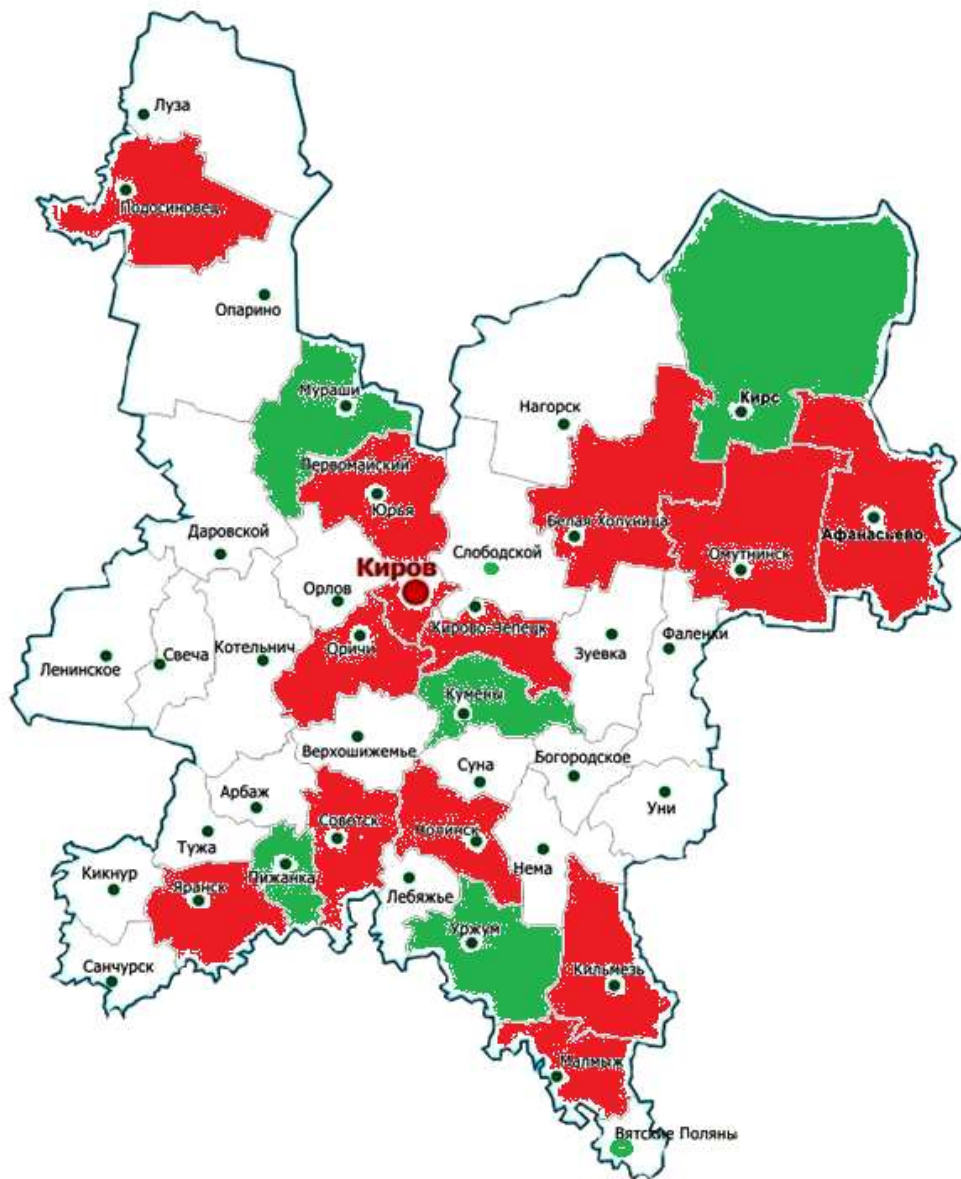 Луза
Подосиновец
Опарино
Мураши
Нагорск
Кирс
Первомайский
Юрья
Белая Холуница
Афанасьево
Даровской
Слободской
Омутнинск
Киров
Орлов
Кирово-Чепецк
Оричи
Зуевка
Фаленки
Ленинское
Свеча
Котельнич
Кумены
Верхошижемье
Суна
Богородское
Арбаж
Уни
Советск
Нолинск
Тужа
Нема
Пижанка
Кикнур
Яранск
Лебяжье
Уржум
Санчурск
Кильмезь
Малмыж
Вятские Поляны